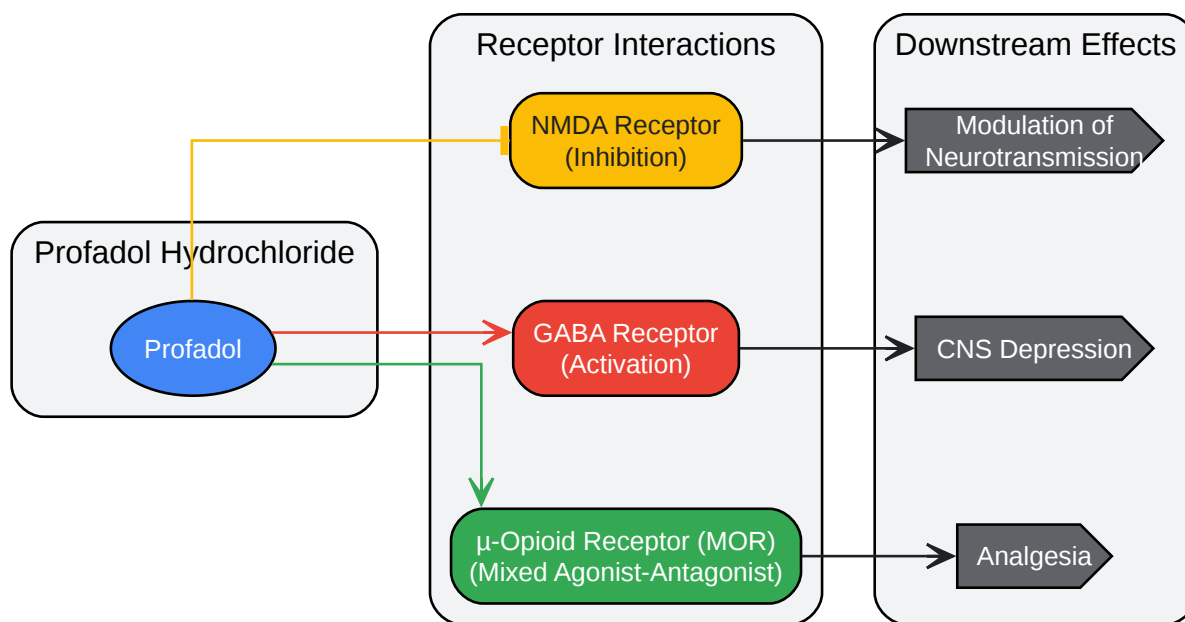 Receptor Interactions
Downstream Effects
NMDA Receptor
(Inhibition)
Modulation of
Neurotransmission
Profadol Hydrochloride
Profadol
GABA Receptor
(Activation)
CNS Depression
µ-Opioid Receptor (MOR)
(Mixed Agonist-Antagonist)
Analgesia